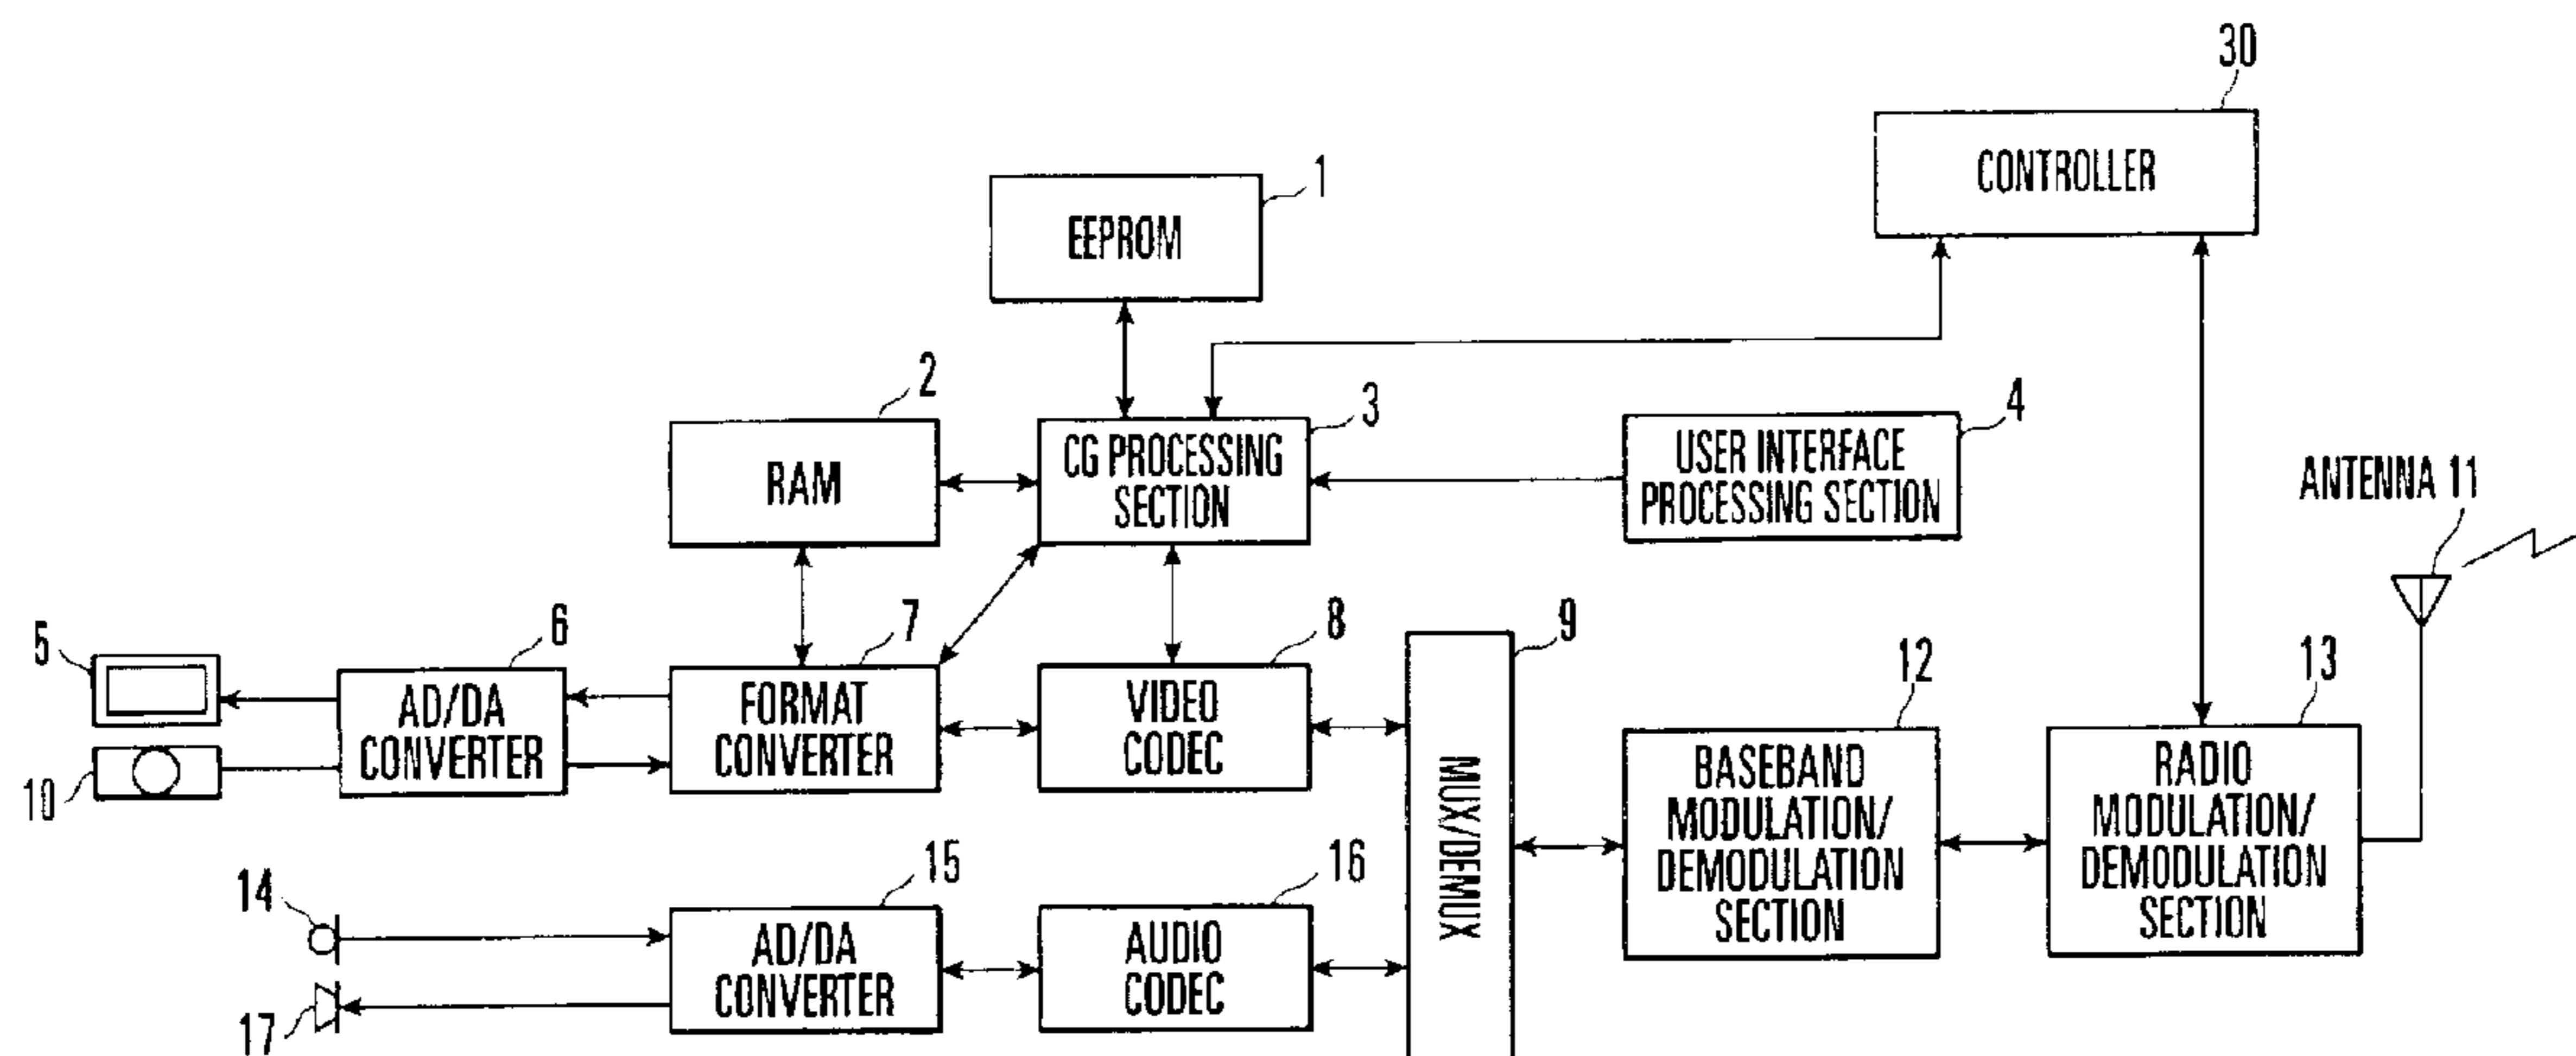 30
CONTROLLER
1
EEPROM
2
RAM
3
CG PROCESSING
SECTION
4
USER INTERFACE
PROCESSING SECTION
ANTENNA 11
5
6
AD/DA
CONVERTER
7
FORMAT
CONVERTER
8
VIDEO
CODEC
9
MUX/DEMUX
10
12
BASEBAND
MODULATION/
DEMODULATION
SECTION
13
RADIO
MODULATION/
DEMODULATION
SECTION
14
15
AD/DA
CONVERTER
16
AUDIO
CODEC
17